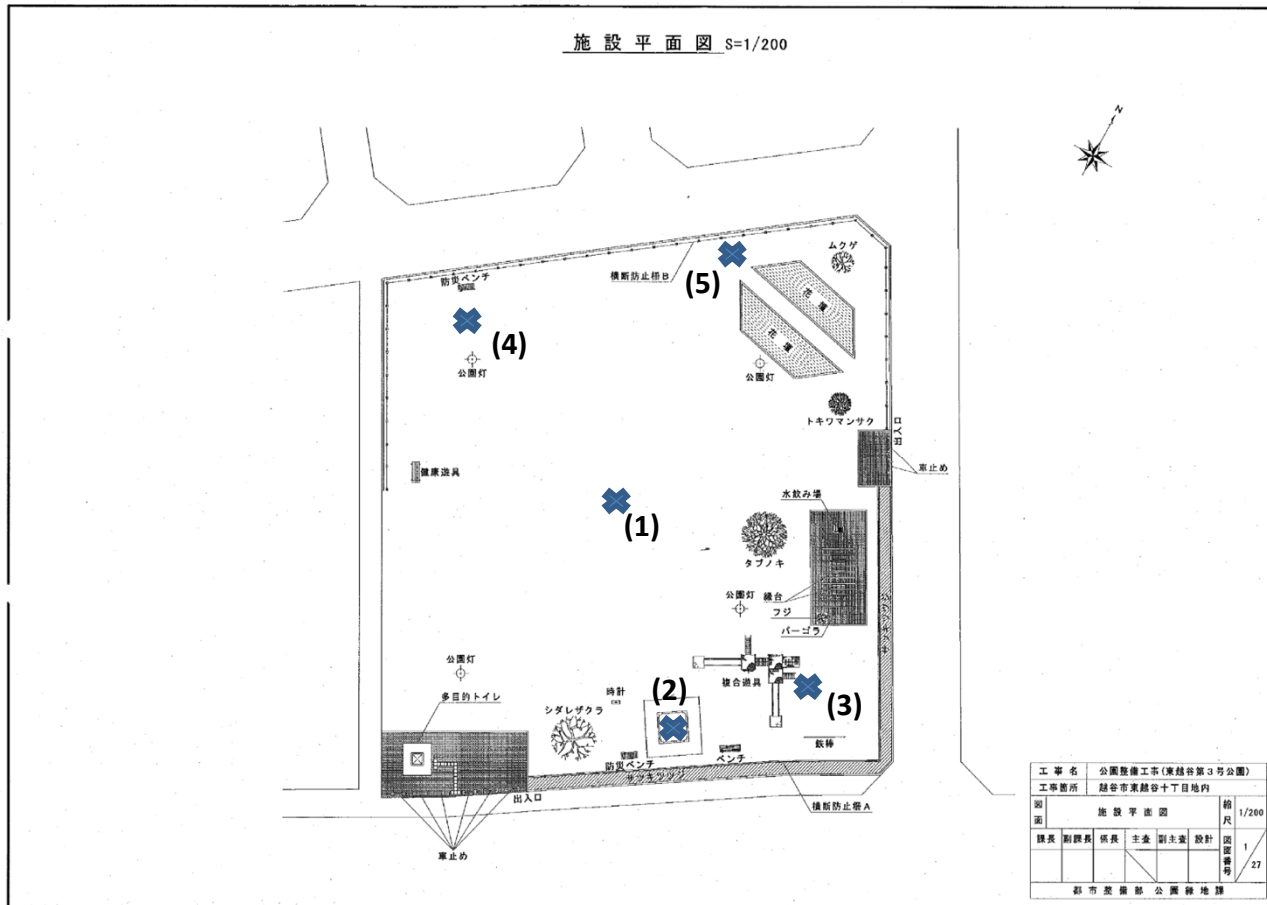 施設平面図 S=1/200
N
ムクゲ
横断防止柵B
(5)
防災ベンチ
花壇
(4)
花壇
公園灯
公園灯
トキワマンサク
出入口
車止め
健康遊具
水飲み場
(1)
タブノキ
縁台
公園灯
フジ
パーゴラ
サツキツツジ
公園灯
複合遊具
多目的トイレ
時計
(2)
(3)
シダレザクラ
鉄棒
防災ベンチ
ベンチ
サツキツツジ
出入口
横断防止柵A
車止め
工事名 公園整備工事(東越谷第3号公園)
工事箇所 越谷市東越谷十丁目地内
図面 施設平面図 縮尺 1/200
課長 副課長 係長 主査 副主査 設計 図面番号 1/27
都市整備部 公園緑地課